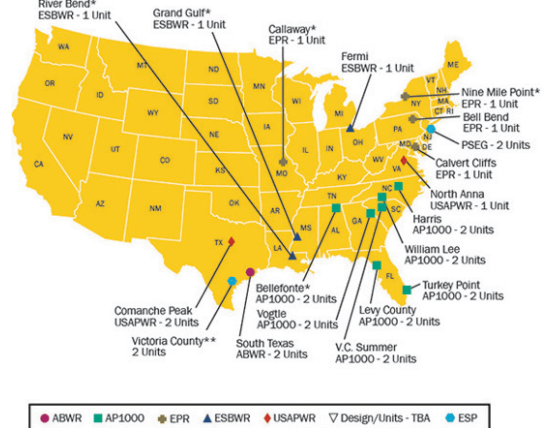 River Bend*
ESBWR - 1 Unit
Grand Gulf*
ESBWR - 1 Unit
Callaway*
EPR - 1 Unit
Fermi
ESBWR - 1 Unit
WA
MT
ND
MN
OR
ID
SD
WI
MI
WY
NE
IA
NV
UT
CO
KS
MO
IL
IN
OH
KY
WV
VA
PA
NY
VT
NH
ME
MA
CT
RI
NJ
MD
DE
CA
AZ
NM
OK
AR
TN
NC
SC
TX
LA
MS
AL
GA
FL
Nine Mile Point*
EPR - 1 Unit
Bell Bend
EPR - 1 Unit
PSEG - 2 Units
Calvert Cliffs
EPR - 1 Unit
North Anna
USAPWR - 1 Unit
Harris
AP1000 - 2 Units
William Lee
AP1000 - 2 Units
Turkey Point
AP1000 - 2 Units
Levy County
AP1000 - 2 Units
V.C. Summer
AP1000 - 2 Units
Bellefonte*
AP1000 - 2 Units
Vogtle
AP1000 - 2 Units
South Texas
ABWR - 2 Units
Comanche Peak
USAPWR - 2 Units
Victoria County**
2 Units
ABWR AP1000 EPR ESBWR USAPWR Design/Units - TBA ESP